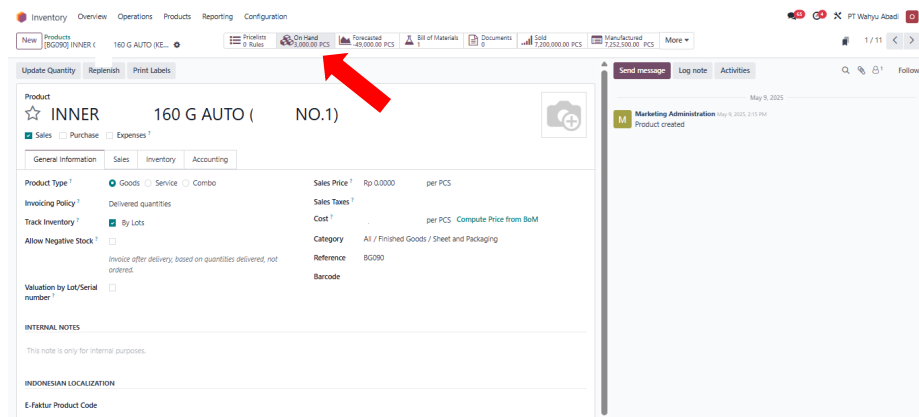 Inventory Overview Operations Products Reporting Configuration PT Wahyu Abadi O
New Products Pricelists On Hand Forecasted Bill of Materials Documents Sold Manufactured More
[BG090] INNER ( 160 G AUTO (KE... 0 Rules 3,000.00 PCS -49,000.00 PCS 1 0 7,200,000.00 PCS 7,252,500.00 PCS 1 / 11
Update Quantity Replenish Print Labels Send message Log note Activities 1 Follow
Product May 9, 2025
INNER 160 G AUTO ( NO.1)
M Marketing Administration May 9, 2025, 2:15 PM
Product created
Sales Purchase Expenses ?
General Information Sales Inventory Accounting
Product Type ? Goods Service Combo Sales Price ? Rp 0.0000 per PCS
Invoicing Policy ? Delivered quantities Sales Taxes ?
Track Inventory ? By Lots Cost ? per PCS Compute Price from BoM
Allow Negative Stock ? Category All / Finished Goods / Sheet and Packaging
Invoice after delivery, based on quantities delivered, not Reference BG090
ordered.
Barcode
Valuation by Lot/Serial
number ?
INTERNAL NOTES
This note is only for internal purposes.
INDONESIAN LOCALIZATION
E-Faktur Product Code